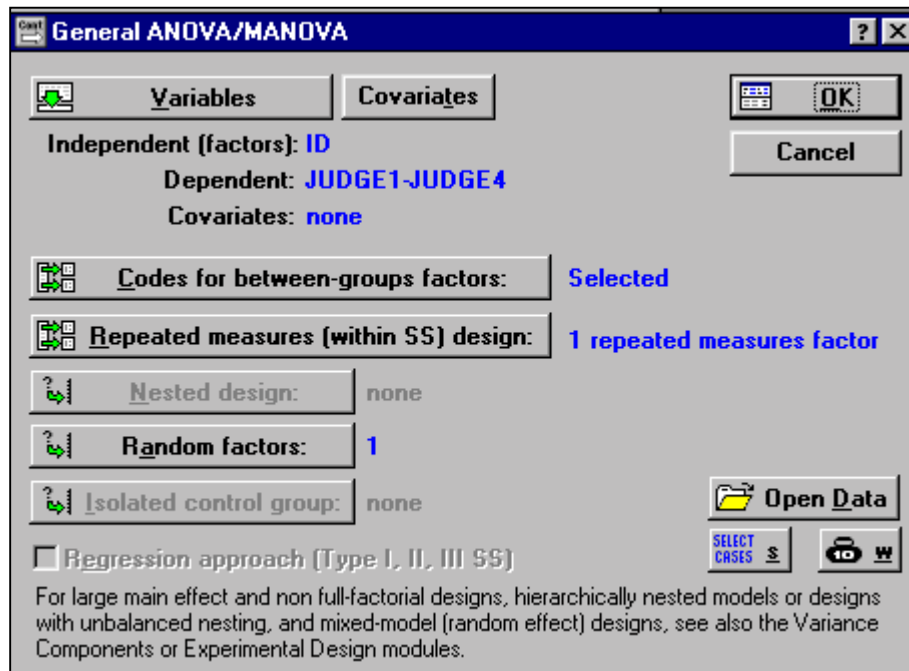 Cont
General ANOVA/MANOVA
?
Variables
Covariates
OK
Independent (factors): ID
Cancel
Dependent: JUDGE1-JUDGE4
Covariates: none
Codes for between-groups factors: Selected
Repeated measures (within SS) design: 1 repeated measures factor
Nested design: none
Random factors: 1
Isolated control group: none
Open Data
Regression approach (Type I, II, III SS)
SELECT
CASES S
10 W
For large main effect and non full-factorial designs, hierarchically nested models or designs
with unbalanced nesting, and mixed-model (random effect) designs, see also the Variance
Components or Experimental Design modules.